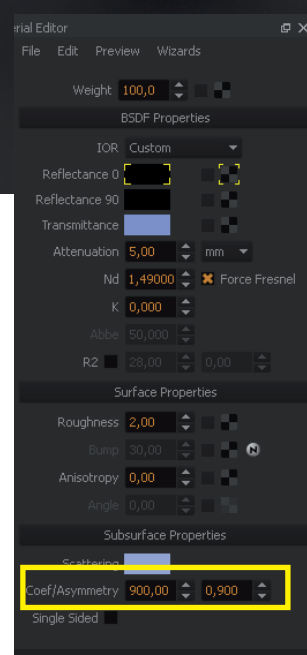 rial Editor
File Edit Preview Wizards
Weight 100,0
BSDF Properties
IOR Custom
Reflectance 0
Reflectance 90
Transmittance
Attenuation 5,00 mm
Nd 1,49000 Force Fresnel
K 0,000
Abbe 50,000
R2 28,00 0,00
Surface Properties
Roughness 2,00
Bump 30,00 N
Anisotropy 0,00
Angle 0,00
Subsurface Properties
Scattering
Coef/Asymmetry 900,00 0,900
Single Sided